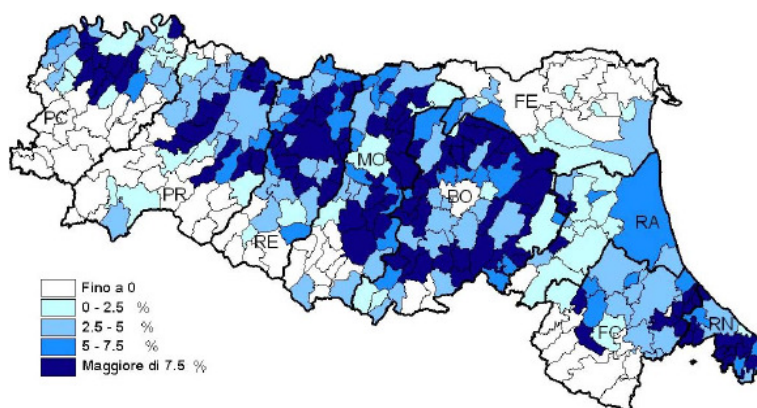 PC
FE
MO
BO
PR
RA
RE
FC
RN
Fino a 0
0 - 2.5 %
2.5 - 5 %
5 - 7.5 %
Maggiore di 7.5 %